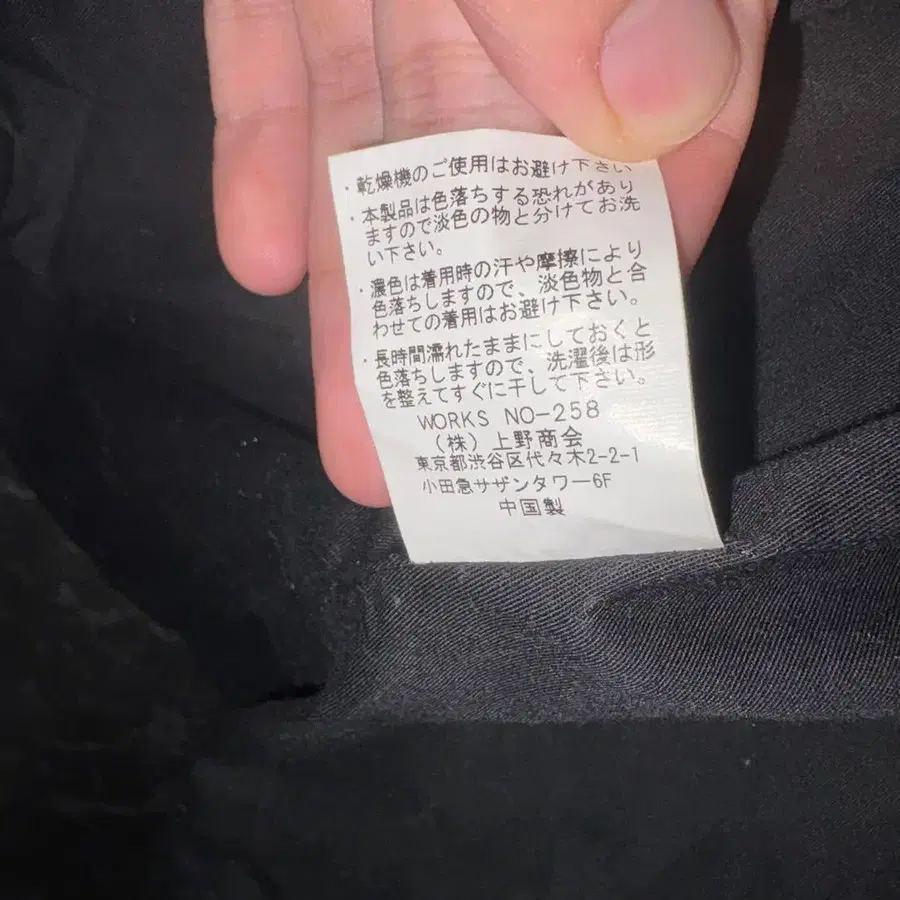 ・乾燥機のご使用はお避け下さい
・本製品は色落ちする恐れがあり
ますので淡色の物と分けてお洗
い下さい。
・濃色は着用時の汗や摩擦により
色落ちしますので、淡色物と合
わせての着用はお避け下さい。
・長時間濡れたままにしておくと
色落ちしますので、洗濯後は形
を整えてすぐに干して下さい。
WORKS NO-258
(株)上野商会
東京都渋谷区代々木2-2-1
小田急サザンタワー6F
中国製